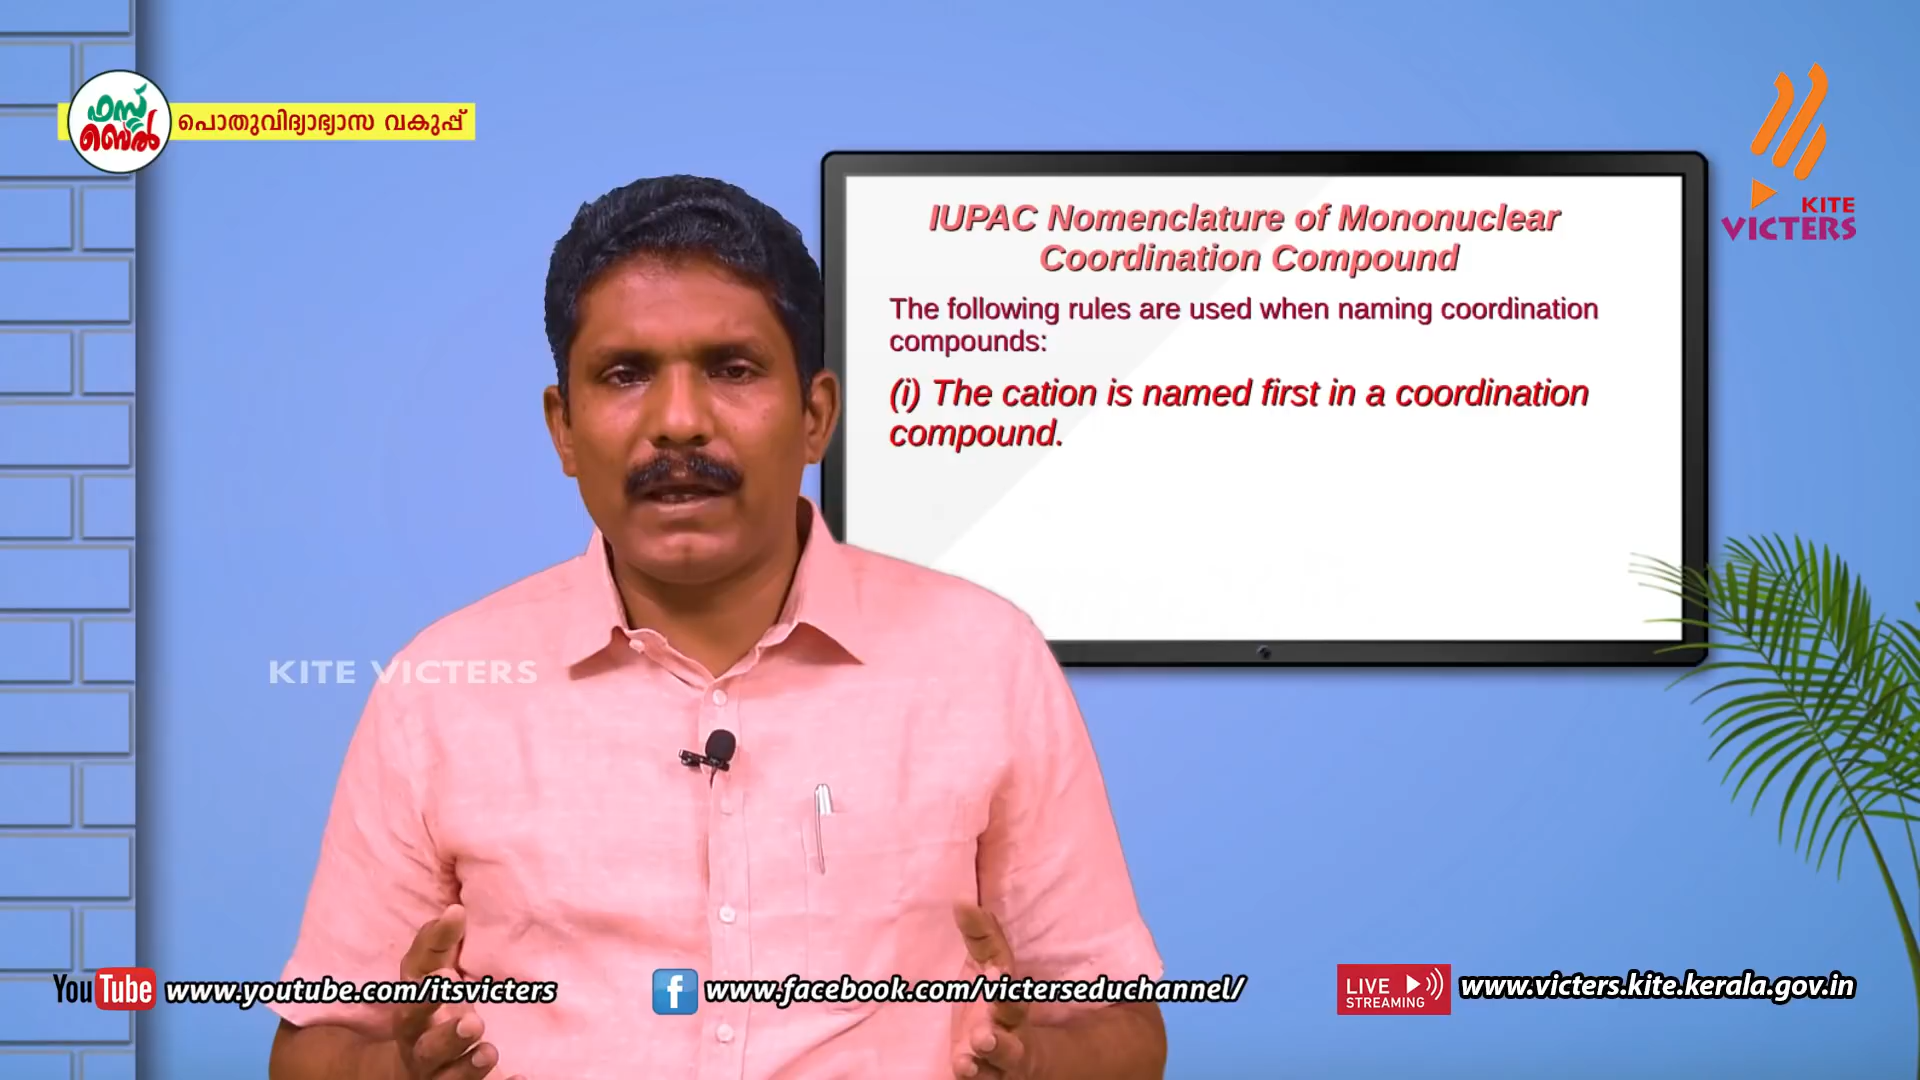 ഫസ്റ്റ്
ബെൽ
പൊതുവിദ്യാഭ്യാസ വകുപ്പ്
KITE
VICTERS
IUPAC Nomenclature of Mononuclear
Coordination Compound
The following rules are used when naming coordination
compounds:
(i) The cation is named first in a coordination
compound.
KITE VICTERS
YouTube www.youtube.com/itsvicters
f www.facebook.com/victerseduchannel/
LIVE
STREAMING
www.victers.kite.kerala.gov.in